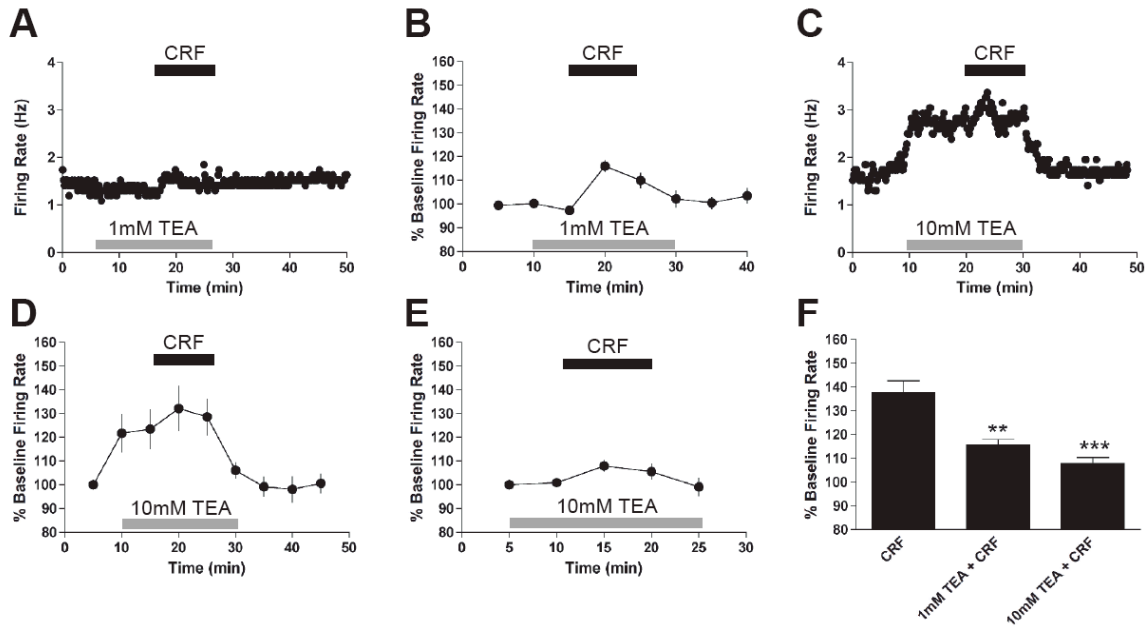 A
CRF
Firing Rate (Hz)
4
3
2
1
0
1mM TEA
0 10 20 30 40 50
Time (min)
B
CRF
% Baseline Firing Rate
160
150
140
130
120
110
100
90
80
1mM TEA
0 10 20 30 40
Time (min)
C
CRF
Firing Rate (Hz)
4
3
2
1
0
10mM TEA
0 10 20 30 40 50
Time (min)
D
CRF
% Baseline Firing Rate
160
150
140
130
120
110
100
90
80
10mM TEA
0 10 20 30 40 50
Time (min)
E
CRF
% Baseline Firing Rate
160
150
140
130
120
110
100
90
80
10mM TEA
0 5 10 15 20 25 30
Time (min)
F
% Baseline Firing Rate
160
150
140
130
120
110
100
90
80
**
***
CRF
1mM TEA + CRF
10mM TEA + CRF